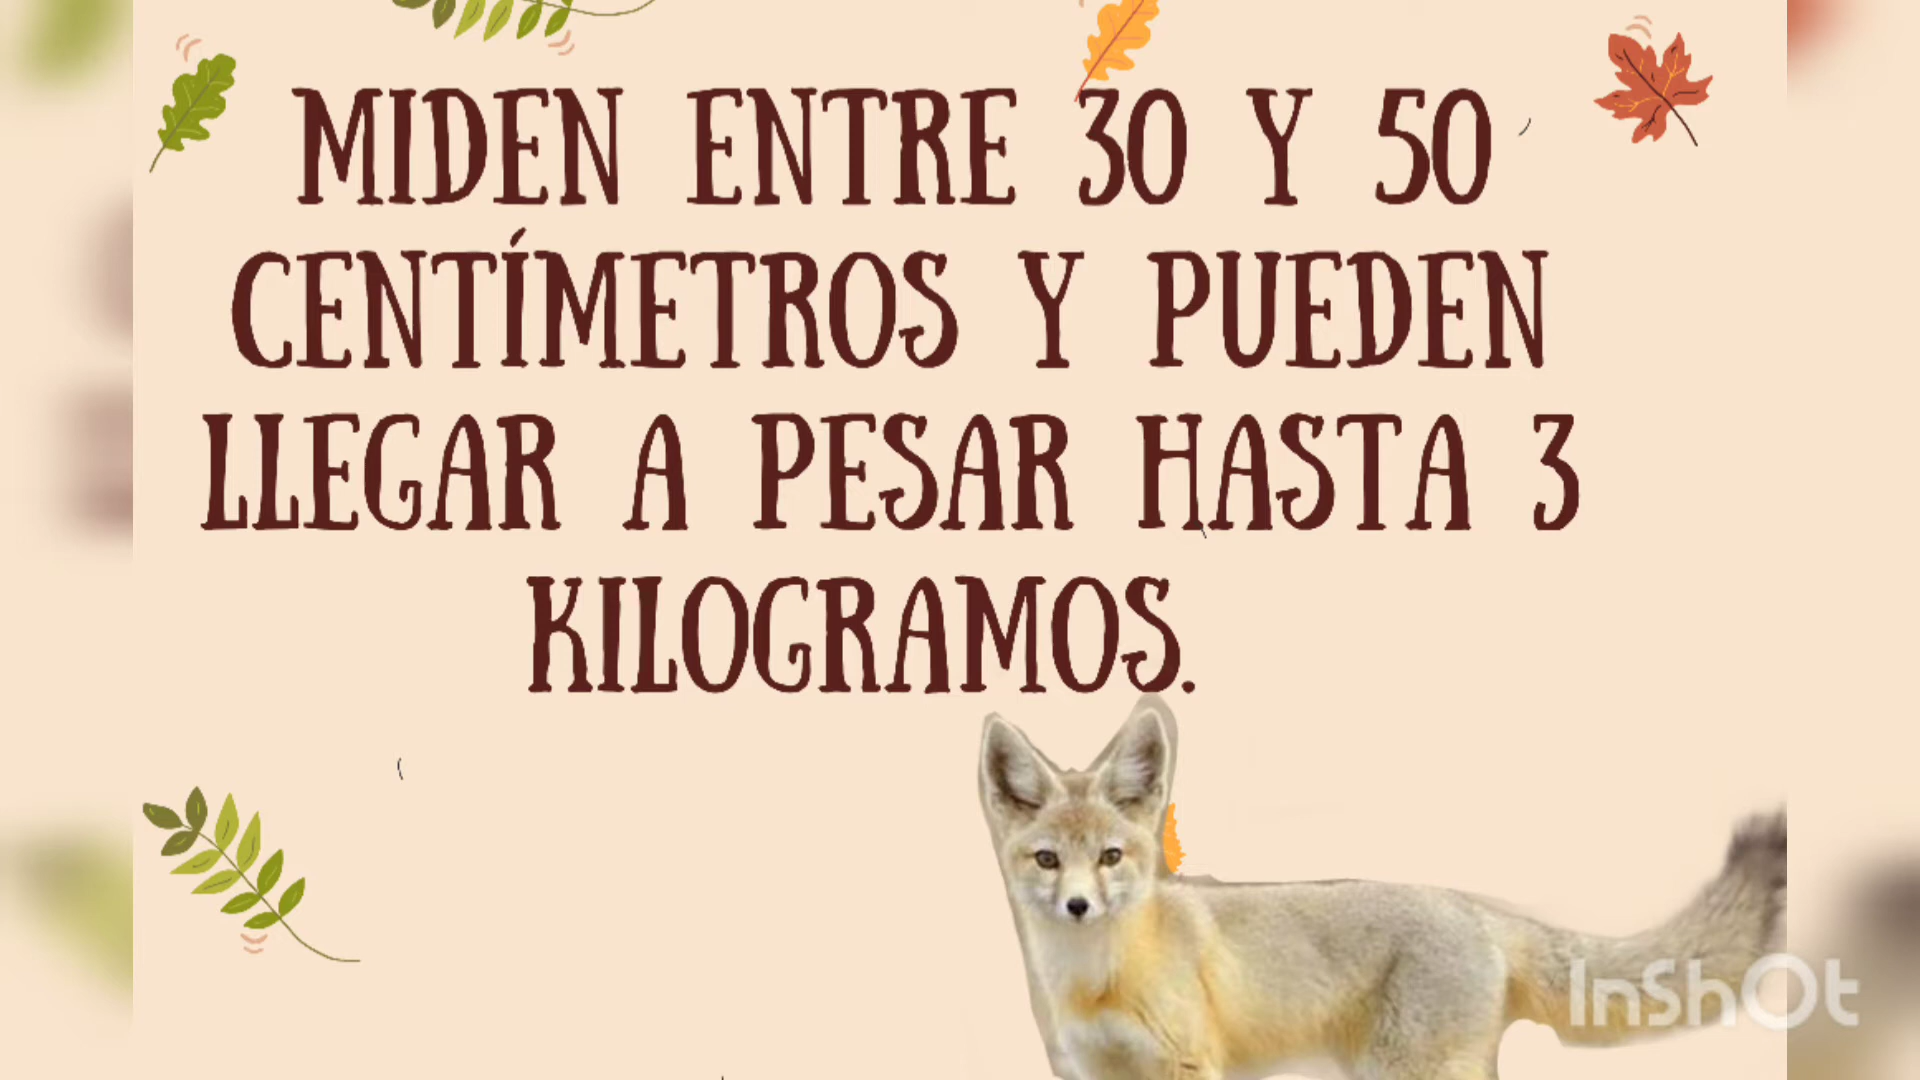 MIDEN ENTRE 30 Y 50
CENTÍMETROS Y PUEDEN
LLEGAR A PESAR HASTA 3
KILOGRAMOS.
InShOt